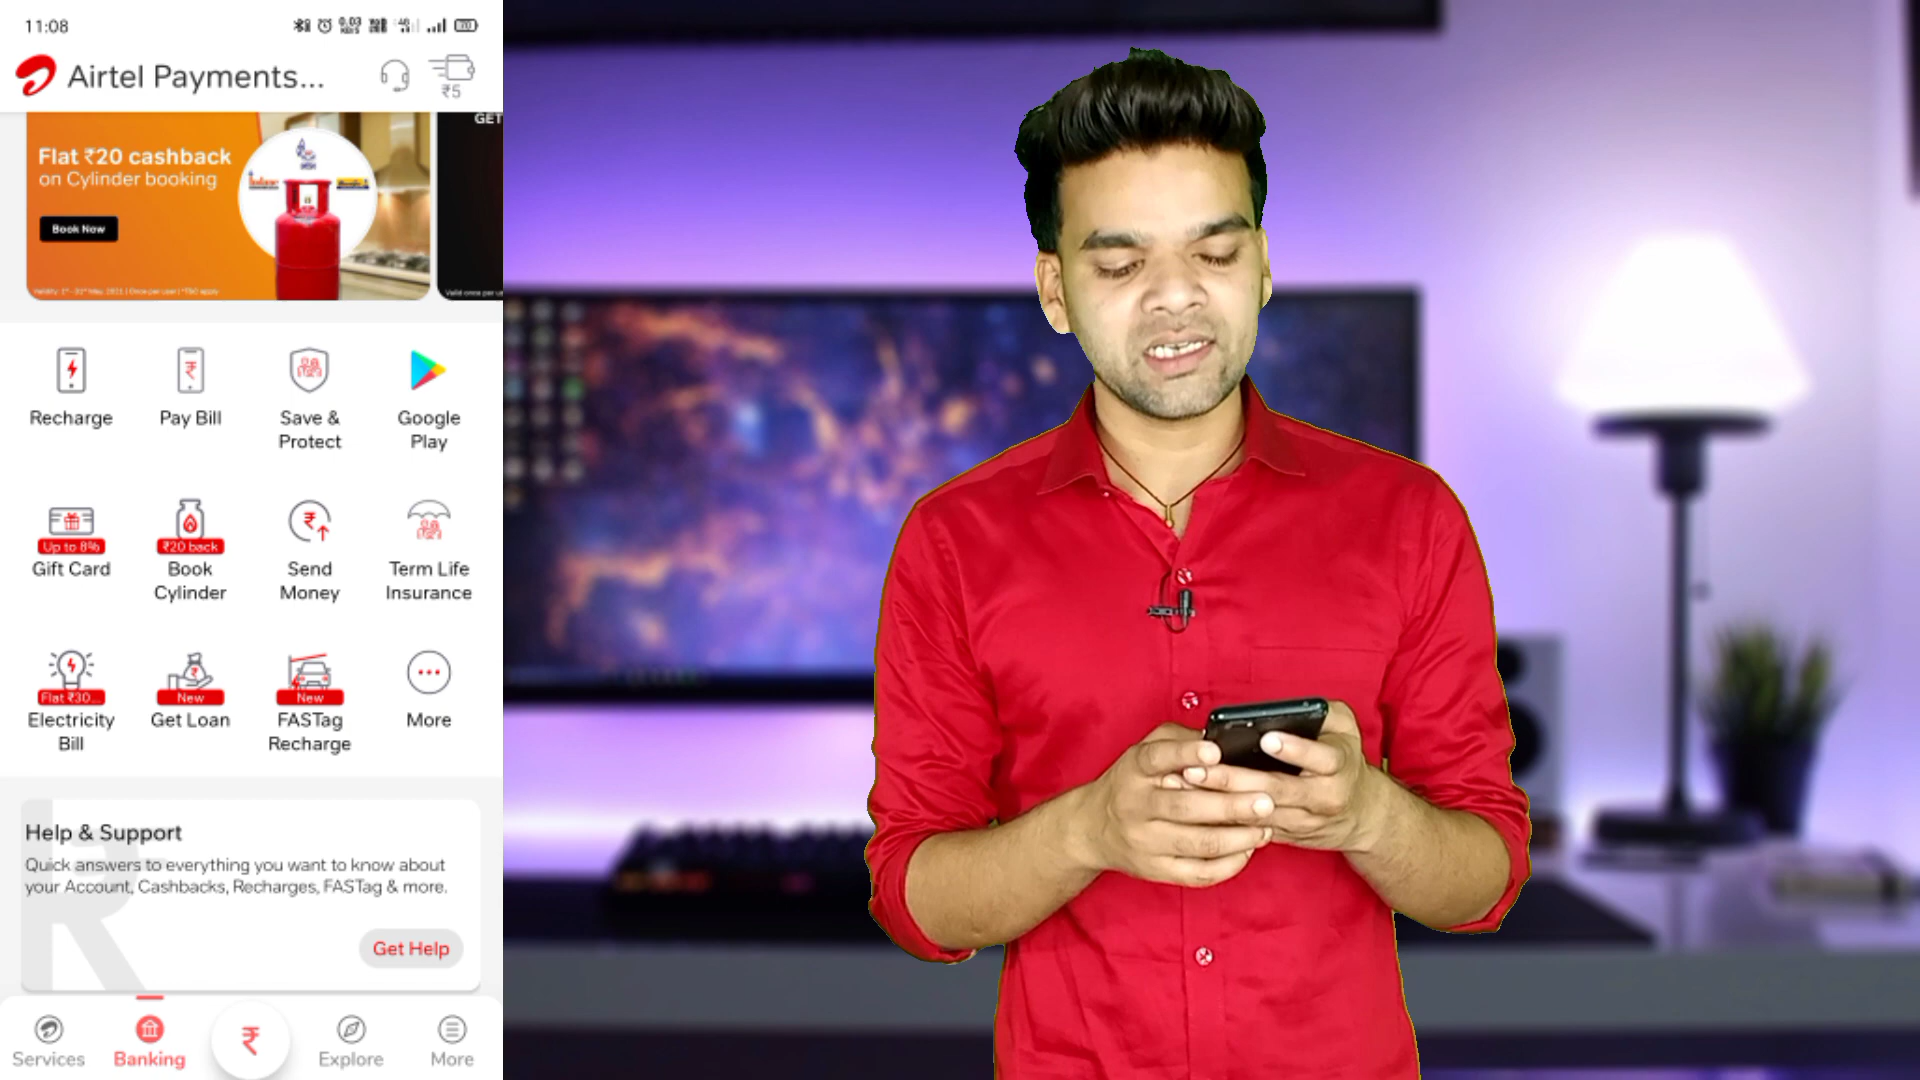 11:08
Airtel Payments...
₹5
GET
Flat ₹20 cashback
on Cylinder booking
Book Now
Recharge
Pay Bill
Save &
Protect
Google
Play
Up to 8%
Gift Card
₹20 back
Book
Cylinder
Send
Money
Term Life
Insurance
Flat ₹30...
Electricity
Bill
New
Get Loan
New
FASTag
Recharge
More
Help & Support
Quick answers to everything you want to know about
your Account, Cashbacks, Recharges, FASTag & more.
Get Help
Services
Banking
₹
Explore
More